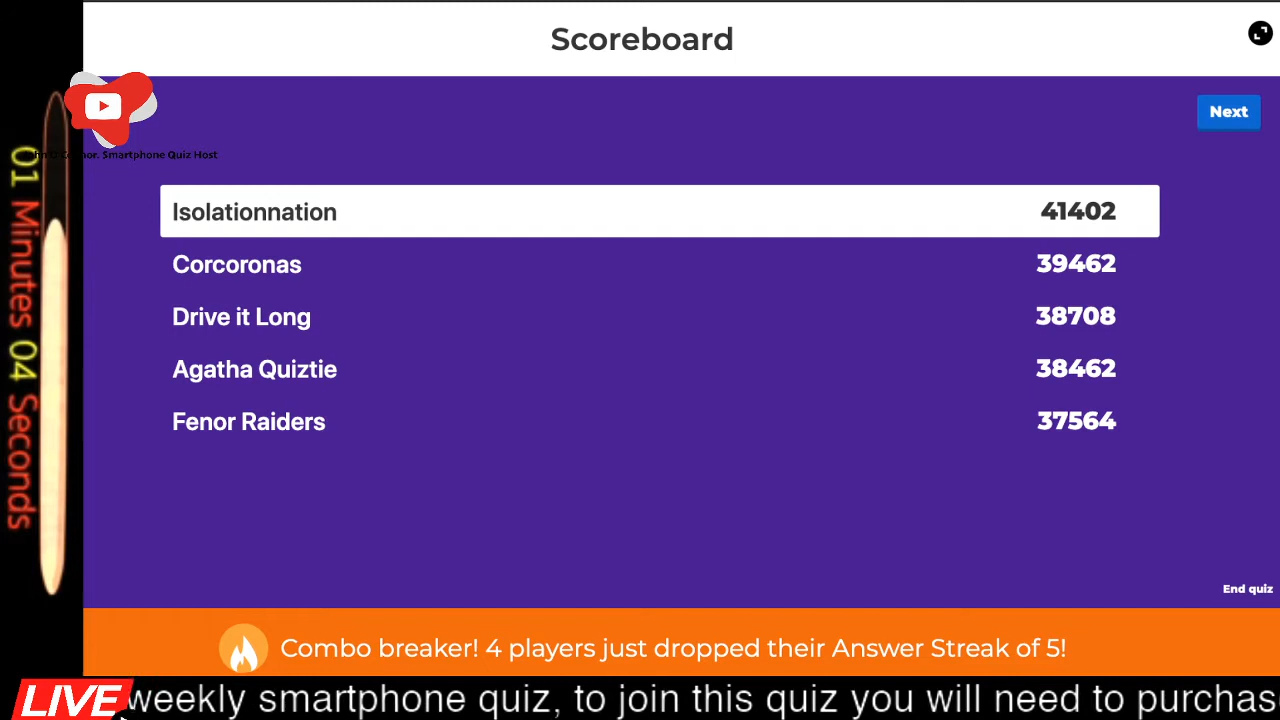 Scoreboard
Next
Smartphone Quiz Host
01 Minutes 04 Seconds
Isolationnation 41402
Corcoronas 39462
Drive it Long 38708
Agatha Quiztie 38462
Fenor Raiders 37564
End quiz
Combo breaker! 4 players just dropped their Answer Streak of 5!
LIVE weekly smartphone quiz, to join this quiz you will need to purchas